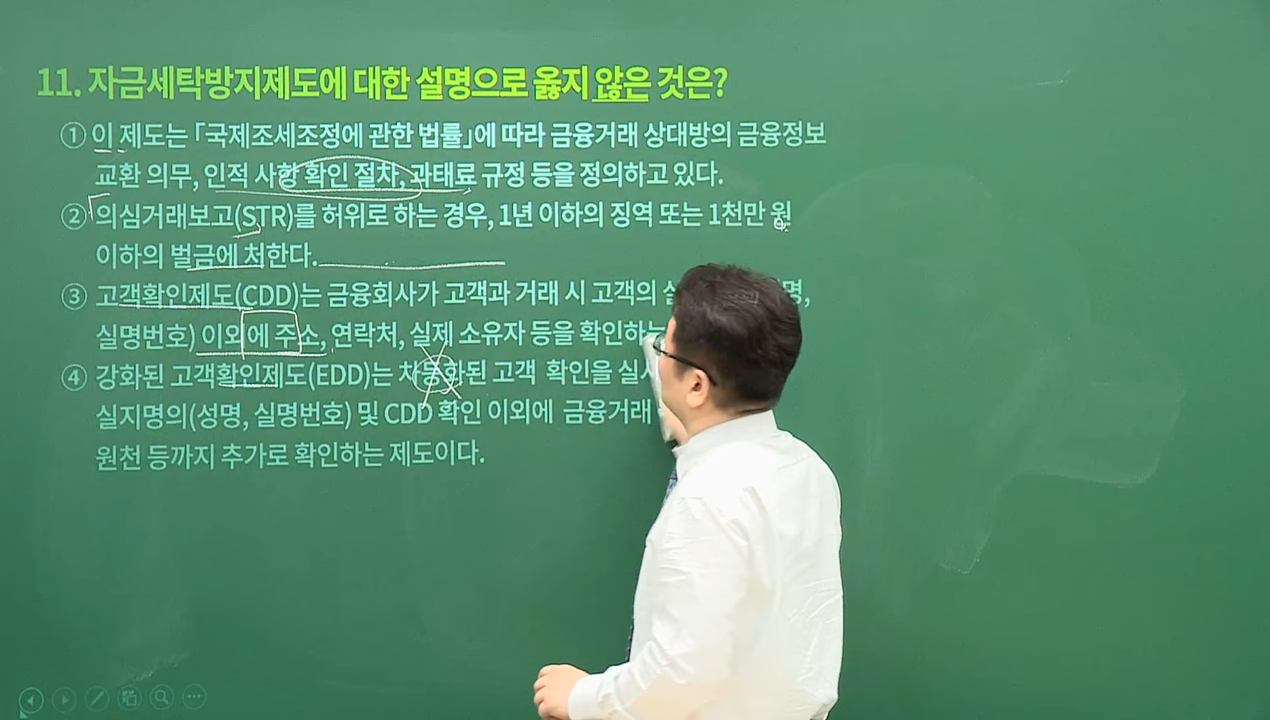 11. 자금세탁방지제도에 대한 설명으로 옳지 않은 것은?
① 이 제도는 「국제조세조정에 관한 법률」에 따라 금융거래 상대방의 금융정보
교환 의무, 인적 사항 확인 절차, 과태료 규정 등을 정의하고 있다.
② 의심거래보고(STR)를 허위로 하는 경우, 1년 이하의 징역 또는 1천만 원
이하의 벌금에 처한다.
③ 고객확인제도(CDD)는 금융회사가 고객과 거래 시 고객의
실명번호) 이외에 주소, 연락처, 실제 소유자 등을 확인하는
④ 강화된 고객확인제도(EDD)는 차등화된 고객 확인을
실지명의(성명, 실명번호) 및 CDD 확인 이외에 금융거래
원천 등까지 추가로 확인하는 제도이다.